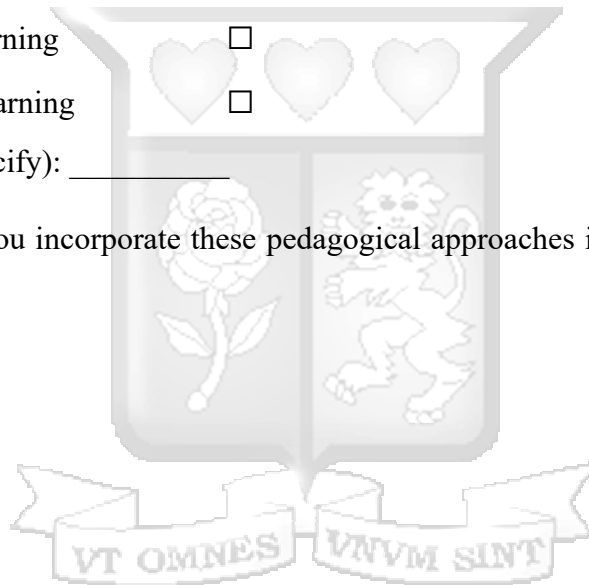 rning ☐
arning ☐
cify): __________
ou incorporate these pedagogical approaches i
VT OMNES VNVM SINT